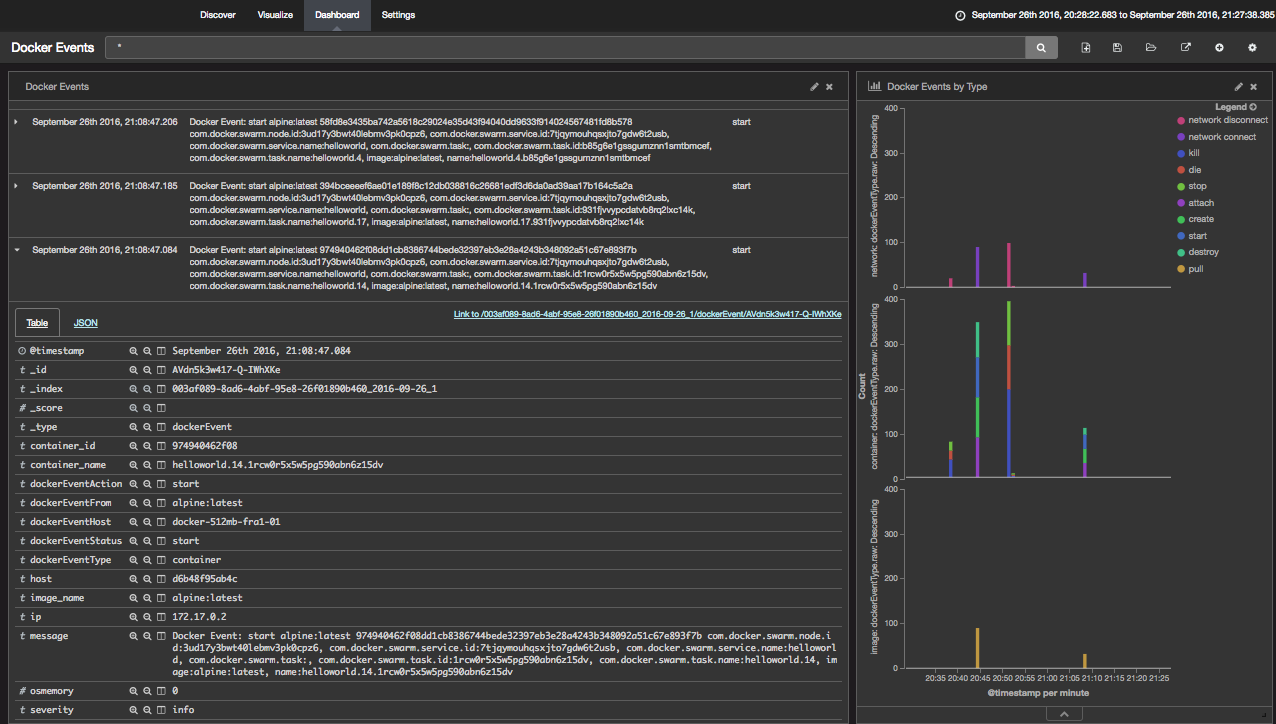 Discover Visualize Dashboard Settings September 26th 2016, 20:28:22.683 to September 26th 2016, 21:27:38.385
Docker Events *
Docker Events
September 26th 2016, 21:08:47.206 Docker Event: start alpine:latest 58fd8e3435ba742a5618c29024e35d43f94040dd9633f914024567481fd8b578 start
com.docker.swarm.node.id:3ud17y3bwt40lebmv3pk0cpz6, com.docker.swarm.service.id:7tjqymouhqsxjto7gdw6t2usb,
com.docker.swarm.service.name:helloworld, com.docker.swarm.task:, com.docker.swarm.task.id:b85g6e1gssgumznn1smtbmcef,
com.docker.swarm.task.name:helloworld.4, image:alpine:latest, name:helloworld.4.b85g6e1gssgumznn1smtbmcef
September 26th 2016, 21:08:47.185 Docker Event: start alpine:latest 394bceeeef6ae01e189f8c12db038816c26681edf3d6da0ad39aa17b164c5a2a start
com.docker.swarm.node.id:3ud17y3bwt40lebmv3pk0cpz6, com.docker.swarm.service.id:7tjqymouhqsxjto7gdw6t2usb,
com.docker.swarm.service.name:helloworld, com.docker.swarm.task:, com.docker.swarm.task.id:931fjvvypcdatvb8rq2ixc14k,
com.docker.swarm.task.name:helloworld.17, image:alpine:latest, name:helloworld.17.931fjvvypcdatvb8rq2ixc14k
September 26th 2016, 21:08:47.084 Docker Event: start alpine:latest 974940462f08dd1cb8386744bede32397eb3e28a4243b348092a51c67e893f7b start
com.docker.swarm.node.id:3ud17y3bwt40lebmv3pk0cpz6, com.docker.swarm.service.id:7tjqymouhqsxjto7gdw6t2usb,
com.docker.swarm.service.name:helloworld, com.docker.swarm.task:, com.docker.swarm.task.id:1rcw0r5x5w5pg590abn6z15dv,
com.docker.swarm.task.name:helloworld.14, image:alpine:latest, name:helloworld.14.1rcw0r5x5w5pg590abn6z15dv
Table JSON Link to /003af089-8ad6-4abf-95e8-26f01890b460_2016-09-26_1/dockerEvent/AVdn5k3w417-Q-IWhXKe
@timestamp September 26th 2016, 21:08:47.084
t _id AVdn5k3w417-Q-IWhXKe
t _index 003af089-8ad6-4abf-95e8-26f01890b460_2016-09-26_1
# _score
t _type dockerEvent
t container_id 974940462f08
t container_name helloworld.14.1rcw0r5x5w5pg590abn6z15dv
t dockerEventAction start
t dockerEventFrom alpine:latest
t dockerEventHost docker-512mb-fra1-01
t dockerEventStatus start
t dockerEventType container
t host d6b48f95ab4c
t image_name alpine:latest
t ip 172.17.0.2
t message Docker Event: start alpine:latest 974940462f08dd1cb8386744bede32397eb3e28a4243b348092a51c67e893f7b com.docker.swarm.node.i
d:3ud17y3bwt40lebmv3pk0cpz6, com.docker.swarm.service.id:7tjqymouhqsxjto7gdw6t2usb, com.docker.swarm.service.name:helloworl
d, com.docker.swarm.task:, com.docker.swarm.task.id:1rcw0r5x5w5pg590abn6z15dv, com.docker.swarm.task.name:helloworld.14, im
age:alpine:latest, name:helloworld.14.1rcw0r5x5w5pg590abn6z15dv
# osmemory 0
t severity info
Docker Events by Type
Legend
network disconnect
network connect
kill
die
stop
attach
create
start
destroy
pull
Count
network: dockerEventType.raw: Descending
400
300
200
100
0
container: dockerEventType.raw: Descending
400
300
200
100
0
image: dockerEventType.raw: Descending
400
300
200
100
0
20:35 20:40 20:45 20:50 20:55 21:00 21:05 21:10 21:15 21:20 21:25
@timestamp per minute